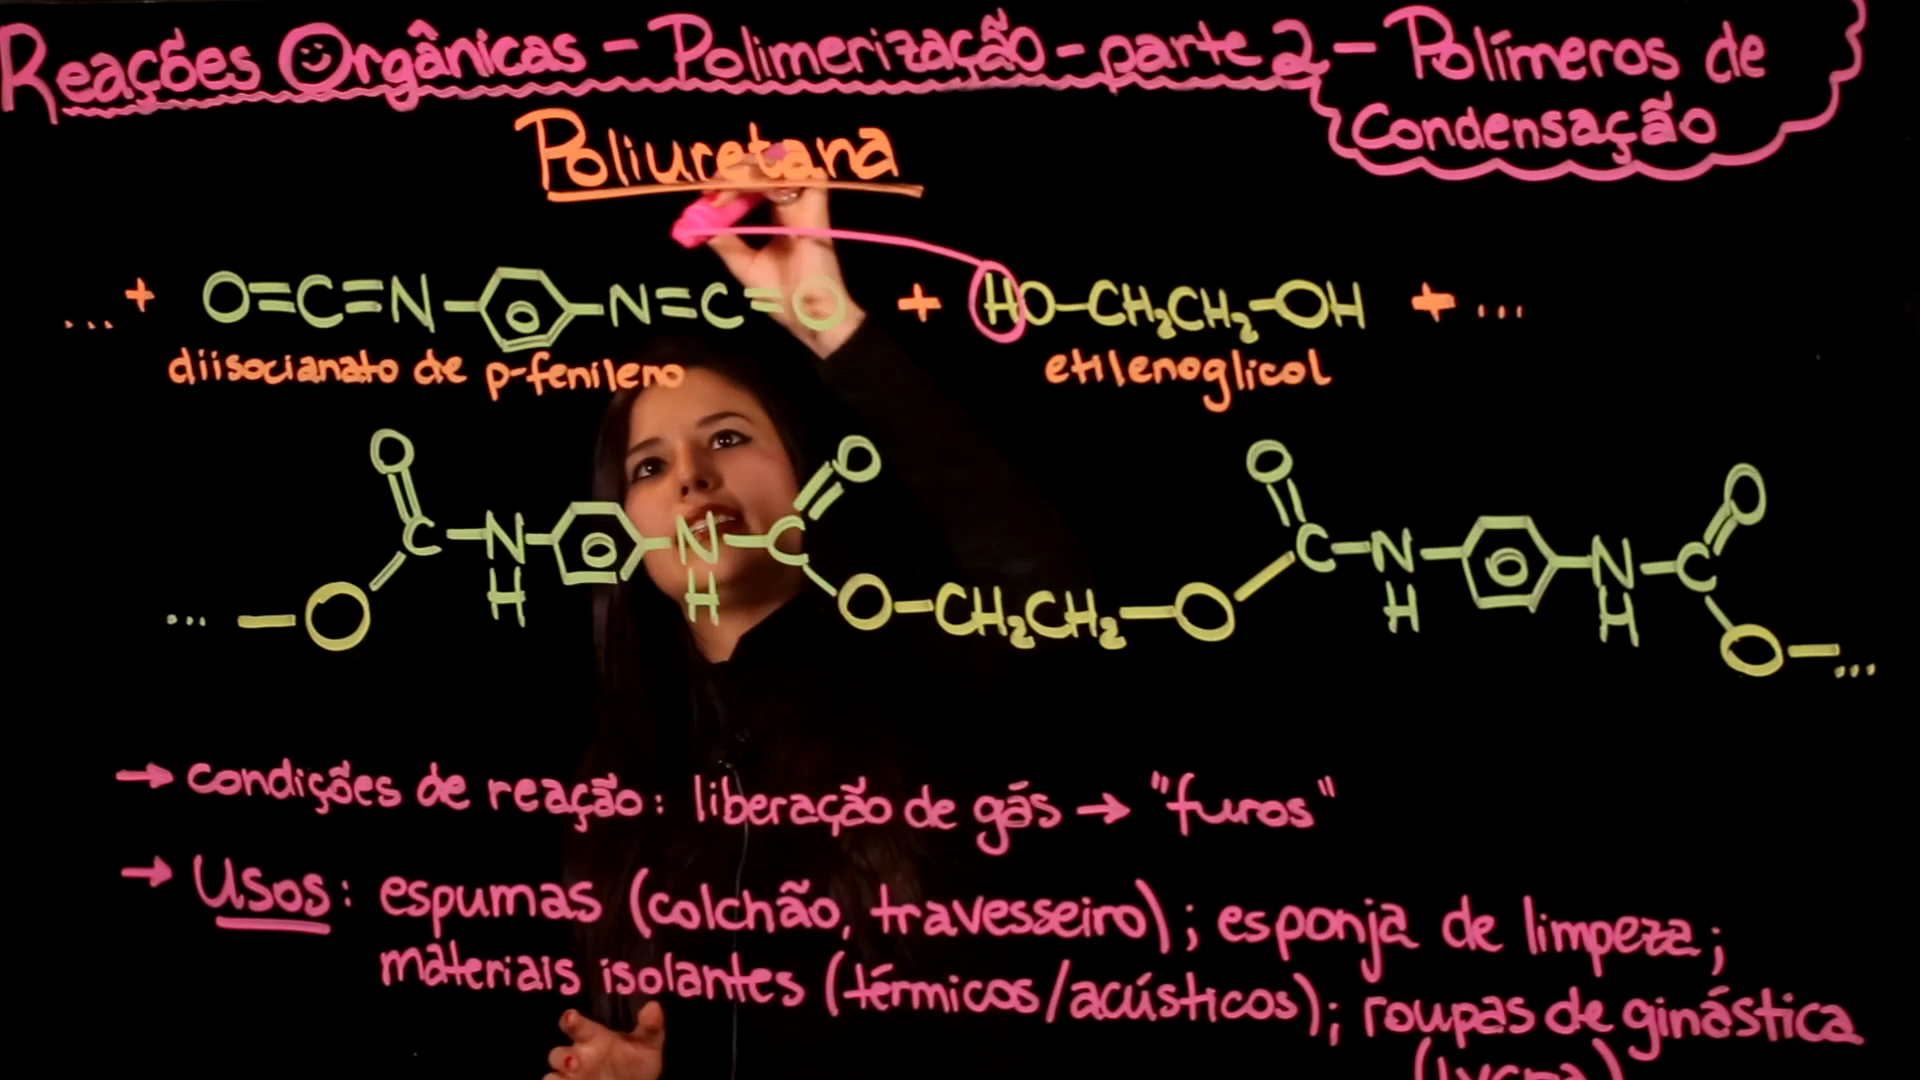 Reações Orgânicas - Polimerização - parte 2 - Polímeros de
Condensação
Poliuretana
... + O=C=N- -N=C=O + HO-CH₂CH₂-OH + ...
diisocianato de p-fenileno
etilenoglicol
O O O O
C-N- -N-C C-N- -N-C
H H H H
... -O O-CH₂CH₂-O O-...
→ condições de reação: liberação de gás → "furos"
→ Usos: espumas (colchão, travesseiro); esponja de limpeza;
materiais isolantes (térmicos/acústicos); roupas de ginástica
(lycra)